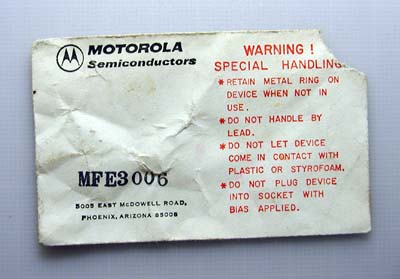 MOTOROLA
Semiconductors
MFE3006
5005 EAST McDOWELL ROAD,
PHOENIX, ARIZONA 85008
WARNING !
SPECIAL HANDLING
* RETAIN METAL RING ON
DEVICE WHEN NOT IN
USE.
* DO NOT HANDLE BY
LEAD.
* DO NOT LET DEVICE
COME IN CONTACT WITH
PLASTIC OR STYROFOAM.
* DO NOT PLUG DEVICE
INTO SOCKET WITH
BIAS APPLIED.